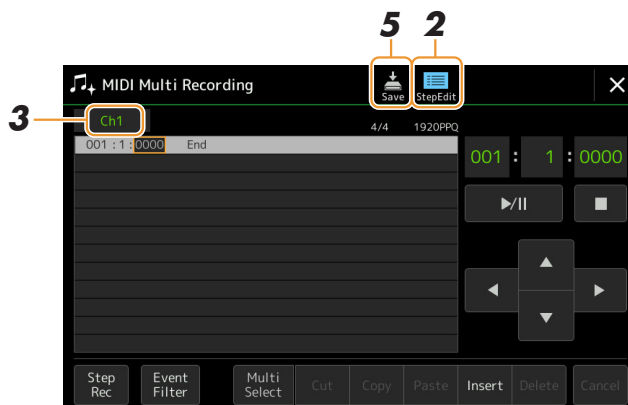 5 2
MIDI Multi Recording
Save
StepEdit
3
Ch1
4/4 1920PPQ
001 : 1 : 0000 End
001 : 1 : 0000
Step
Rec
Event
Filter
Multi
Select
Cut
Copy
Paste
Insert
Delete
Cancel